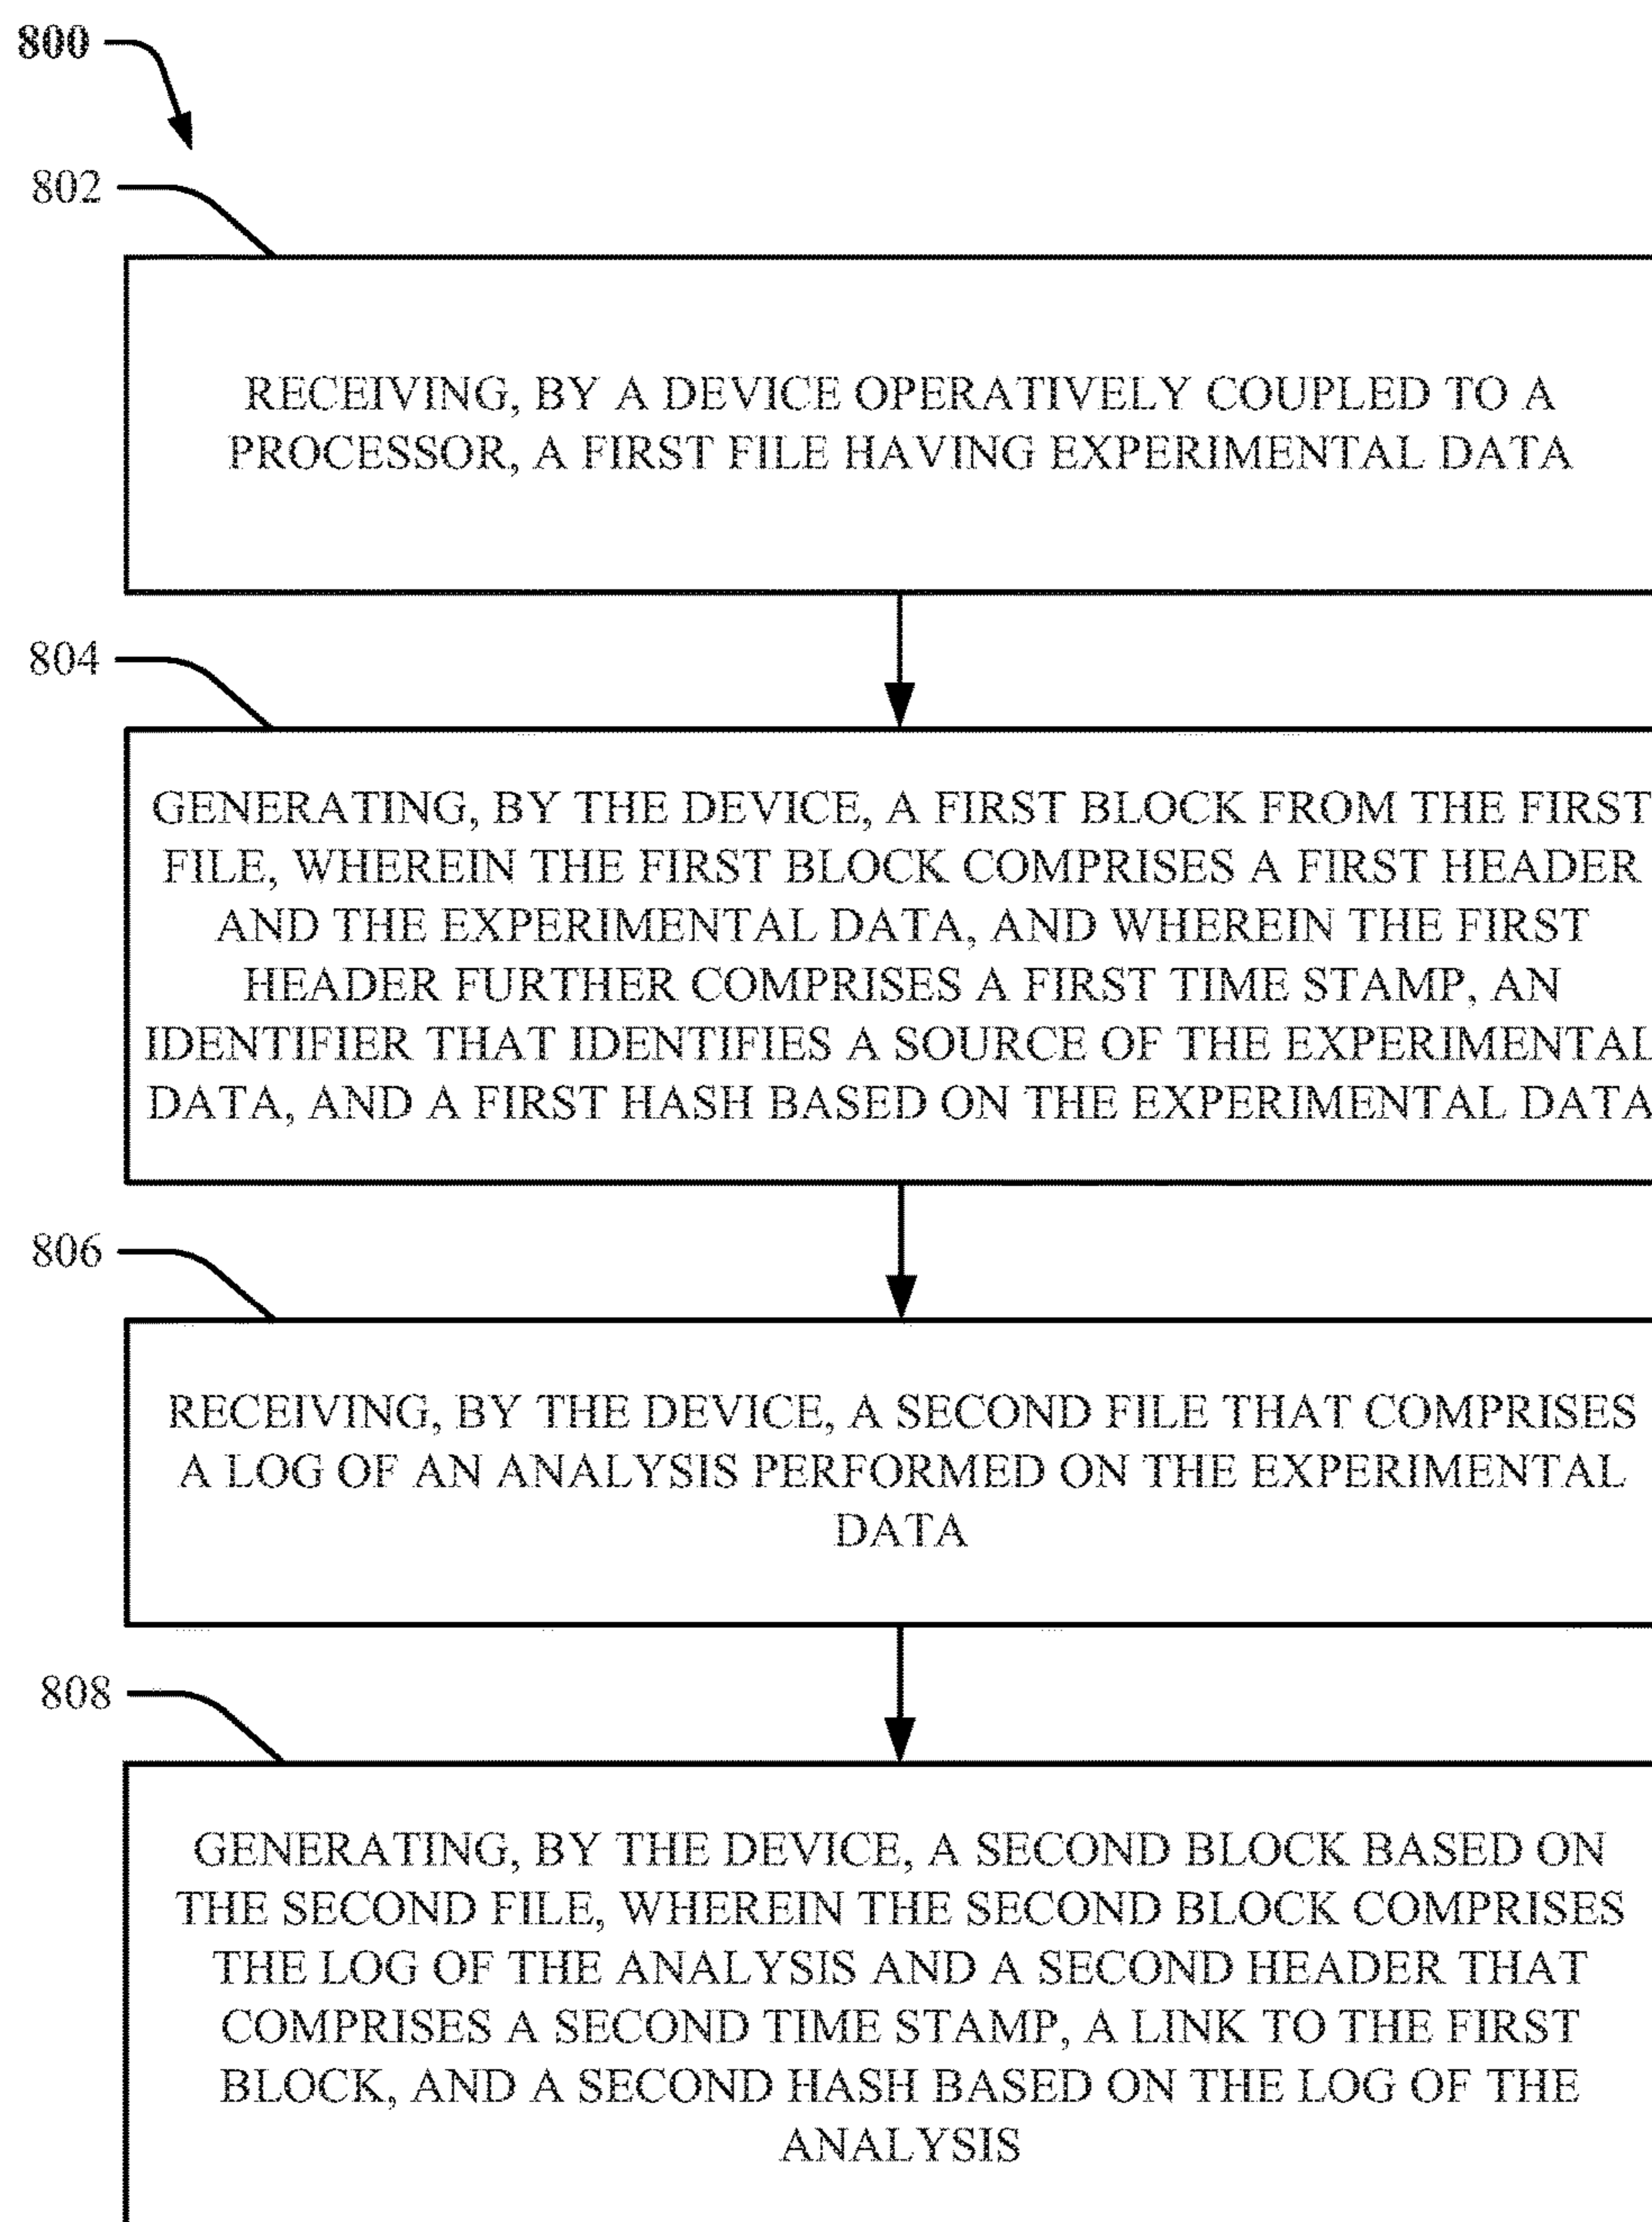 800
802
RECEIVING, BY A DEVICE OPERATIVELY COUPLED TO A
PROCESSOR, A FIRST FILE HAVING EXPERIMENTAL DATA
804
GENERATING, BY THE DEVICE, A FIRST BLOCK FROM THE FIRST
FILE, WHEREIN THE FIRST BLOCK COMPRISES A FIRST HEADER
AND THE EXPERIMENTAL DATA, AND WHEREIN THE FIRST
HEADER FURTHER COMPRISES A FIRST TIME STAMP, AN
IDENTIFIER THAT IDENTIFIES A SOURCE OF THE EXPERIMENTAL
DATA, AND A FIRST HASH BASED ON THE EXPERIMENTAL DATA
806
RECEIVING, BY THE DEVICE, A SECOND FILE THAT COMPRISES
A LOG OF AN ANALYSIS PERFORMED ON THE EXPERIMENTAL
DATA
808
GENERATING, BY THE DEVICE, A SECOND BLOCK BASED ON
THE SECOND FILE, WHEREIN THE SECOND BLOCK COMPRISES
THE LOG OF THE ANALYSIS AND A SECOND HEADER THAT
COMPRISES A SECOND TIME STAMP, A LINK TO THE FIRST
BLOCK, AND A SECOND HASH BASED ON THE LOG OF THE
ANALYSIS